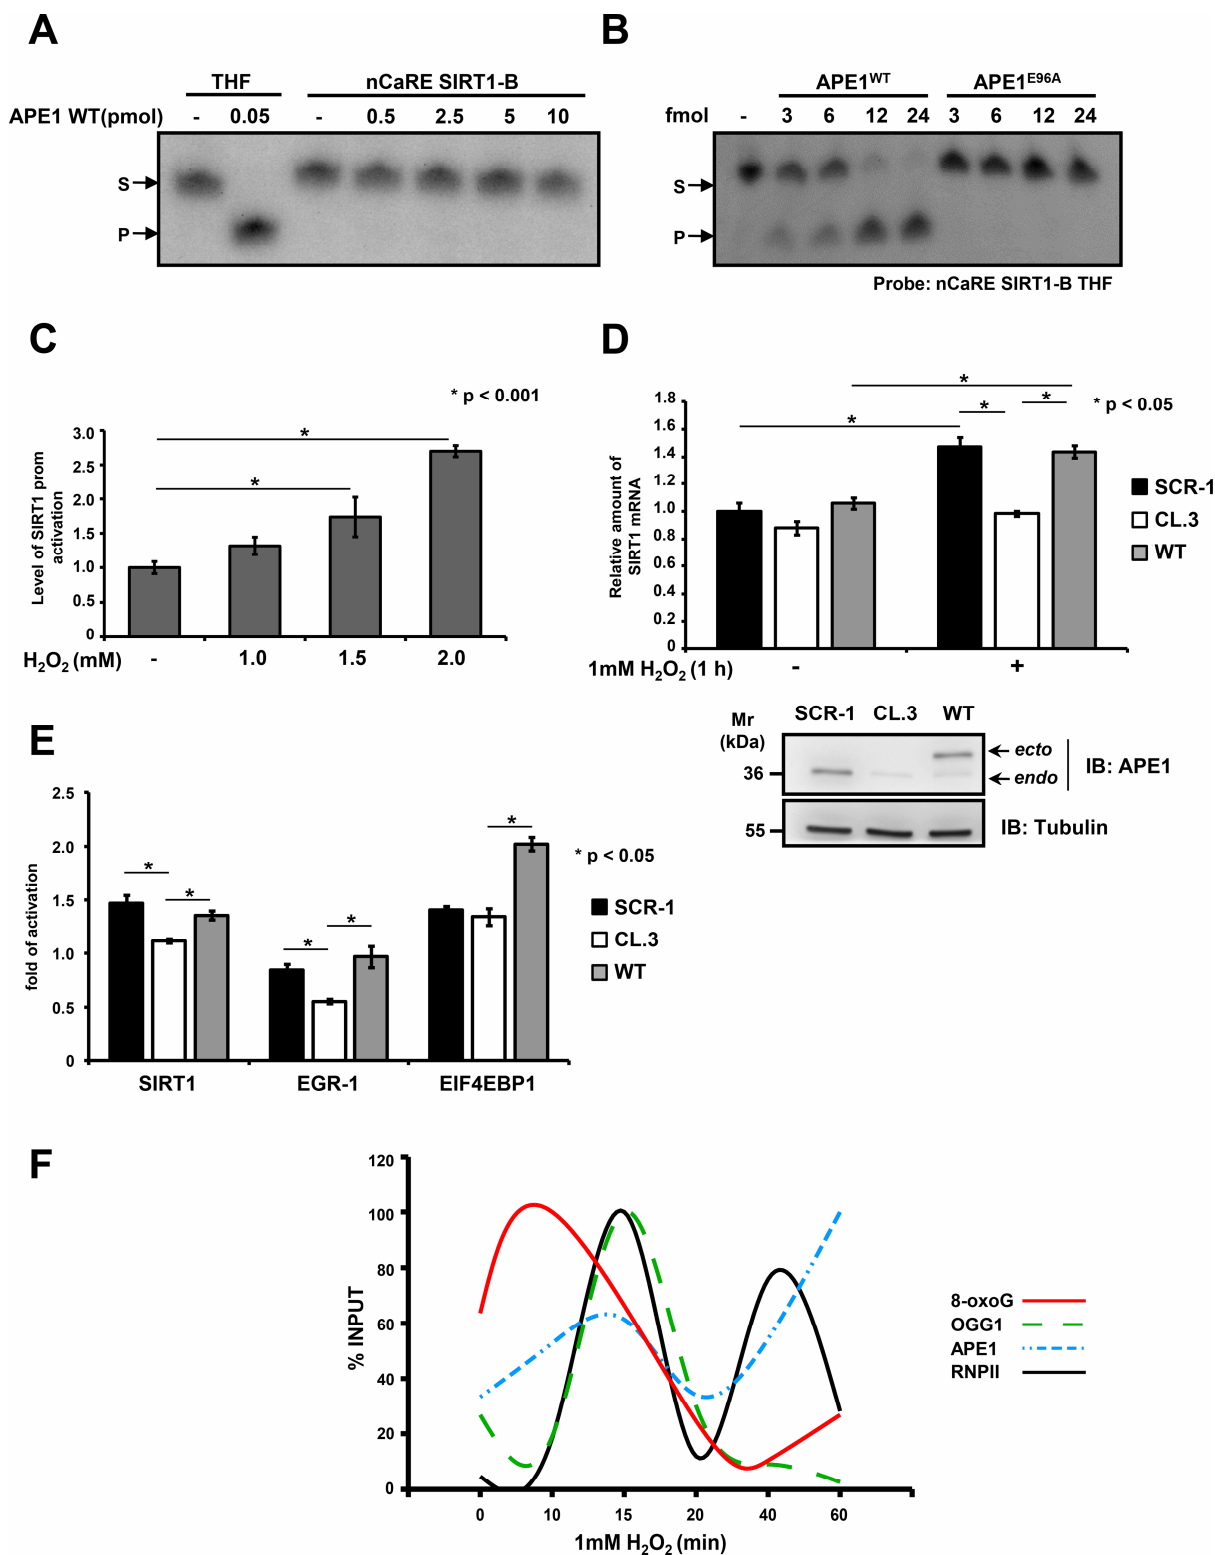 A
THF nCaRE SIRT1-B
APE1 WT(pmol) - 0.05 - 0.5 2.5 5 10
S
P
B
APE1WT APE1E96A
fmol - 3 6 12 24 3 6 12 24
S
P
Probe: nCaRE SIRT1-B THF
C
* p < 0.001
Level of SIRT1 prom
activation
3.0
2.5
2.0
1.5
1.0
0.5
0
*
*
H2O2 (mM) - 1.0 1.5 2.0
D
* p < 0.05
Relative amount of
SIRT1 mRNA
1.8
1.6
1.4
1.2
1.0
0.8
0.6
0.4
0.2
0
*
*
*
*
SCR-1
CL.3
WT
1mM H2O2 (1 h) - +
Mr
(kDa)
SCR-1 CL.3 WT
36
ecto
endo
IB: APE1
55
IB: Tubulin
E
fold of activation
2.5
2.0
1.5
1.0
0.5
0
* * * * *
* p < 0.05
SCR-1
CL.3
WT
SIRT1 EGR-1 EIF4EBP1
F
% INPUT
120
100
80
60
40
20
0
0 10 15 20 40 60
1mM H2O2 (min)
8-oxoG
OGG1
APE1
RNPII